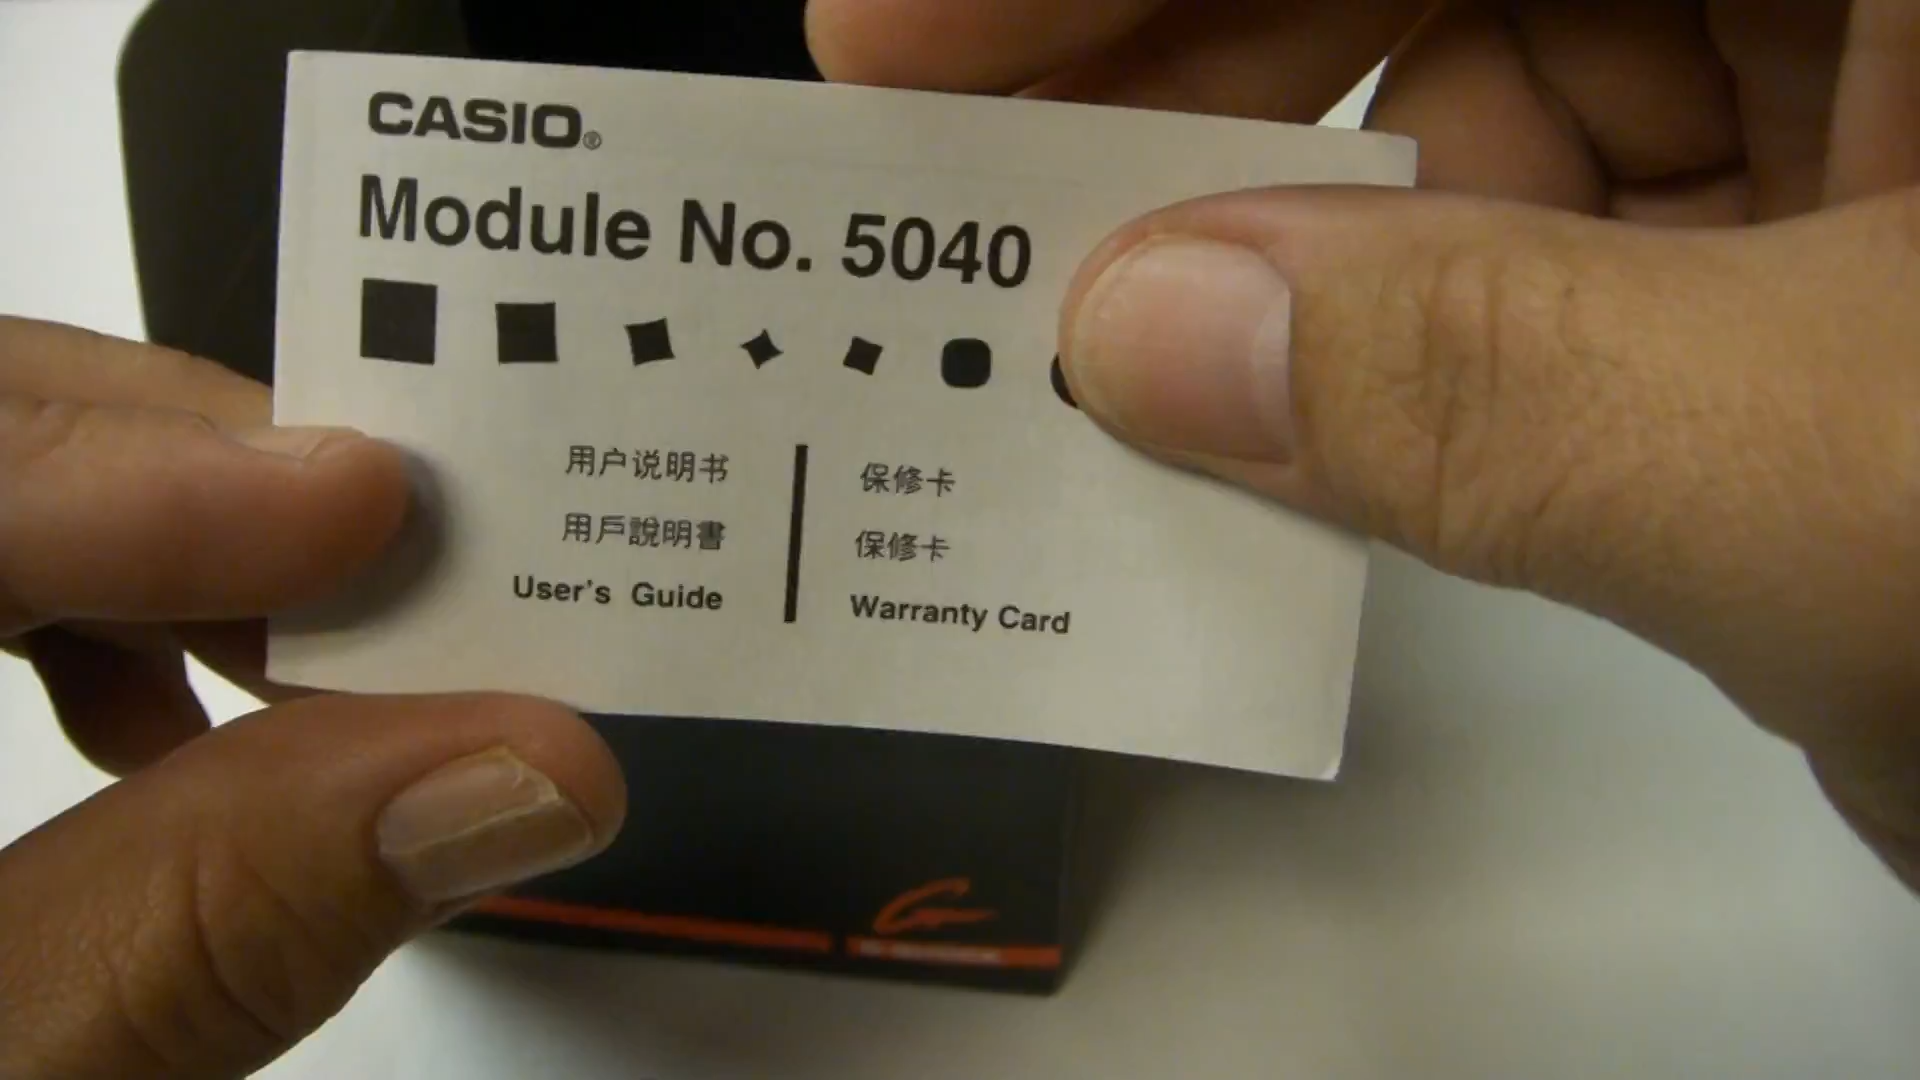 CASIO®
Module No. 5040
用户说明书
用戶說明書
User's Guide
保修卡
保修卡
Warranty Card